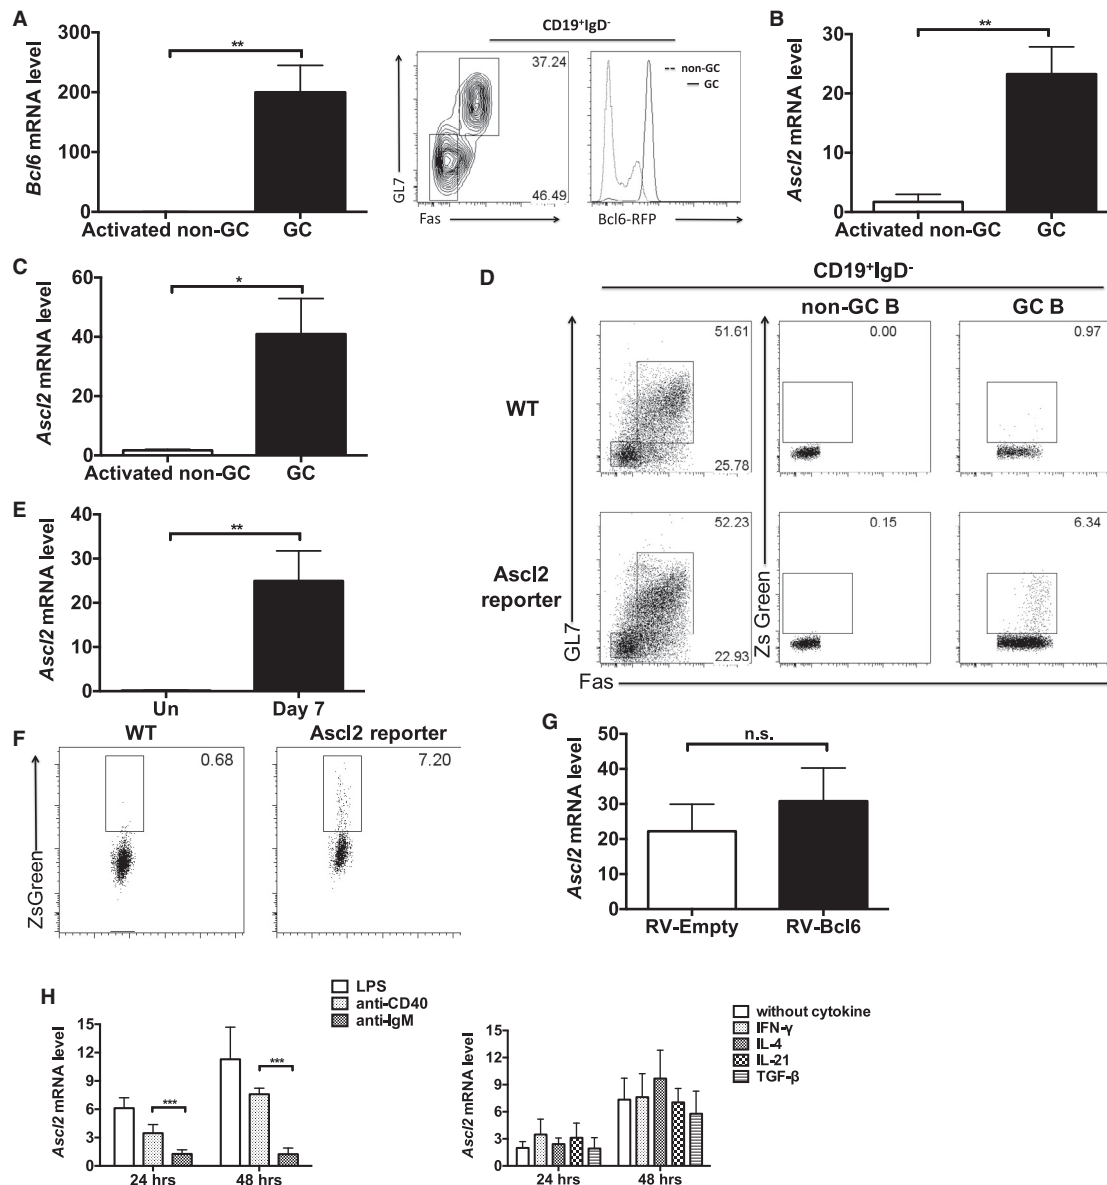 A
Bcl6 mRNA level
300
200
100
0
**
Activated non-GC
GC
CD19+IgD-
37.24
46.49
GL7
Fas
non-GC
GC
Bcl6-RFP
B
Ascl2 mRNA level
30
20
10
0
**
Activated non-GC
GC
C
Ascl2 mRNA level
60
40
20
0
*
Activated non-GC
GC
D
CD19+IgD-
non-GC B
GC B
WT
51.61
25.78
0.00
0.97
Ascl2
reporter
52.23
22.93
0.15
6.34
GL7
Zs Green
Fas
E
Ascl2 mRNA level
40
30
20
10
0
**
Un
Day 7
F
WT
Ascl2 reporter
0.68
7.20
ZsGreen
G
Ascl2 mRNA level
50
40
30
20
10
0
n.s.
RV-Empty
RV-Bcl6
H
LPS
anti-CD40
anti-IgM
Ascl2 mRNA level
15
12
9
6
3
0
***
***
24 hrs
48 hrs
without cytokine
IFN-γ
IL-4
IL-21
TGF-β
Ascl2 mRNA level
15
12
9
6
3
0
24 hrs
48 hrs